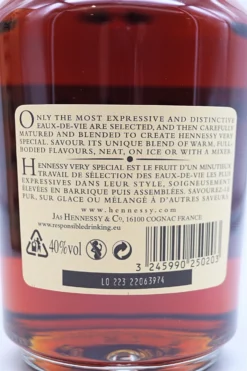 ONLY THE MOST EXPRESSIVE AND DISTINCTIVE
EAUX-DE-VIE ARE SELECTED, AND THEN CAREFULLY
MATURED AND BLENDED TO CREATE HENNESSY VERY
SPECIAL. SAVOUR ITS UNIQUE BLEND OF WARM, FULL-
BODIED FLAVOURS, NEAT, ON ICE OR WITH A MIXER.
HENNESSY VERY SPECIAL EST LE FRUIT D'UN MINUTIEUX
TRAVAIL DE SÉLECTION DES EAUX-DE-VIE LES PLUS
EXPRESSIVES DANS LEUR STYLE, SOIGNEUSEMENT
ÉLEVÉES EN BARRIQUE PUIS ASSEMBLÉES. SAVOUREZ-LE
PUR, SUR GLACE OU MÉLANGÉ À D'AUTRES SAVEURS.
www.hennessy.com
JAS HENNESSY & Co, 16100 COGNAC FRANCE
www.responsibledrinking.eu
40%vol
3 245990 250203
LO 223 22063974